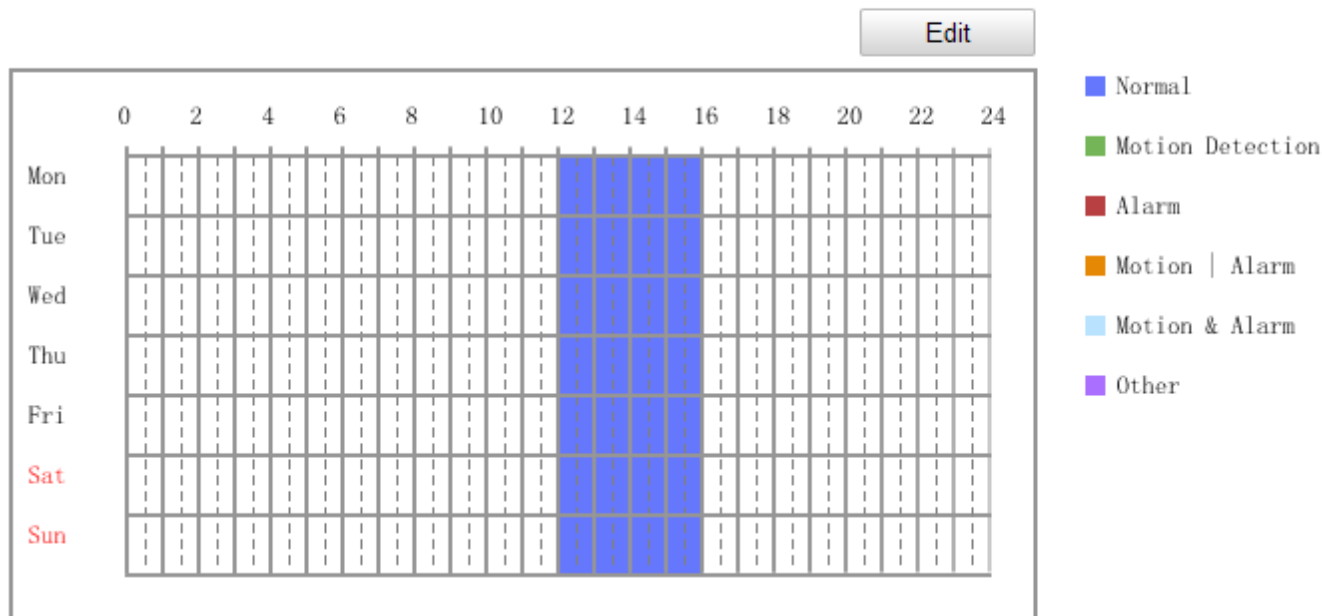 Edit
0 2 4 6 8 10 12 14 16 18 20 22 24
Mon
Tue
Wed
Thu
Fri
Sat
Sun
Normal
Motion Detection
Alarm
Motion | Alarm
Motion & Alarm
Other